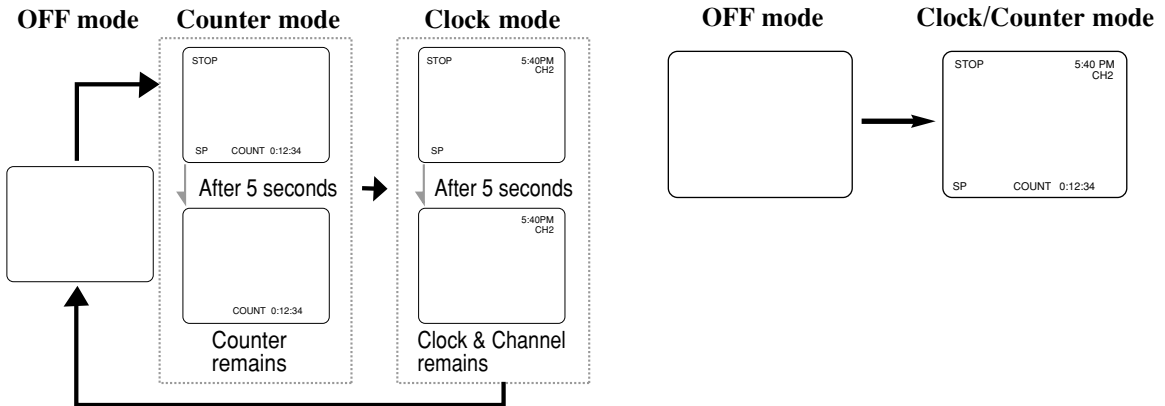 OFF mode
Counter mode
Clock mode
STOP
SP COUNT 0:12:34
After 5 seconds
COUNT 0:12:34
Counter
remains
STOP 5:40PM
CH2
SP
After 5 seconds
5:40PM
CH2
Clock & Channel
remains
OFF mode
Clock/Counter mode
STOP 5:40 PM
CH2
SP COUNT 0:12:34